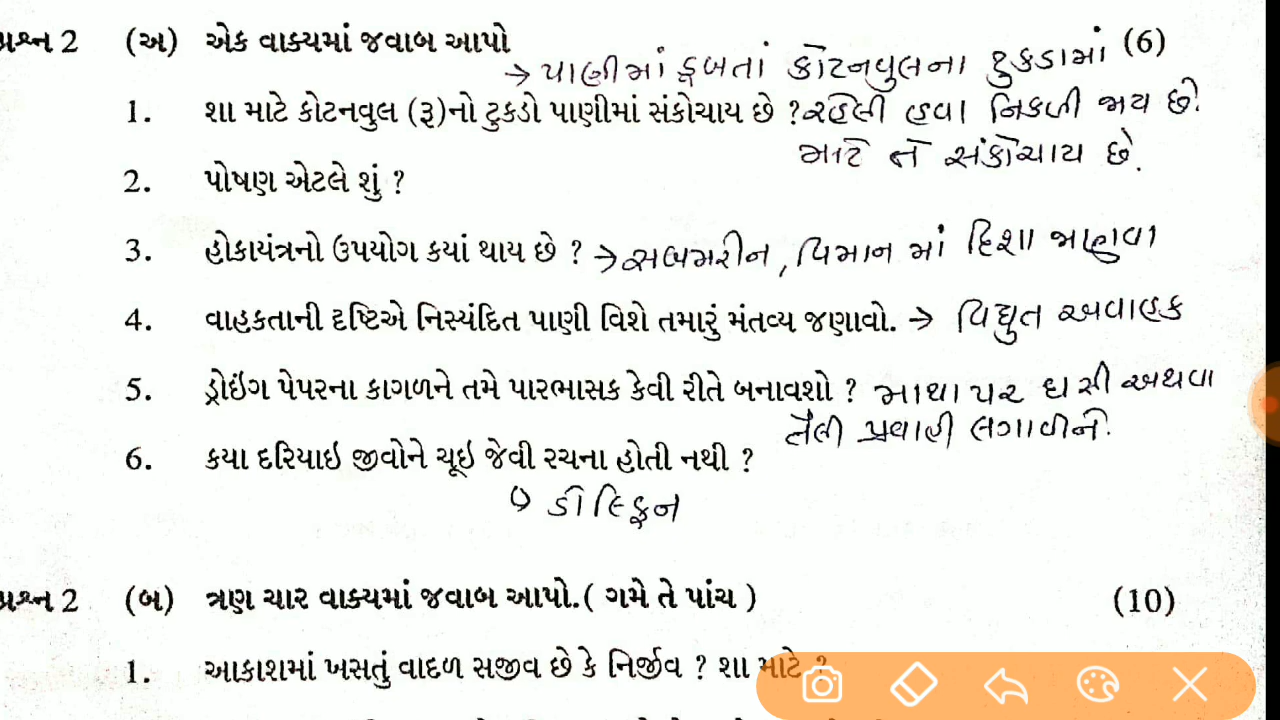 પ્રશ્ન 2 (અ) એક વાક્યમાં જવાબ આપો (6)
→ પાણીમાં ડૂબતાં કોટનવુલના ટુકડામાં
1. શા માટે કોટનવુલ (રૂ)નો ટુકડો પાણીમાં સંકોચાય છે ? રહેલી હવા નિકળી જાય છે.
માટે તે સંકોચાય છે.
2. પોષણ એટલે શું ?
3. હોકાયંત્રનો ઉપયોગ કયાં થાય છે ? → સબમરીન, વિમાન માં દિશા જાણવા
4. વાહકતાની દૃષ્ટિએ નિસ્યંદિત પાણી વિશે તમારું મંતવ્ય જણાવો. → વિદ્યુત અવાહક
5. ડ્રોઇંગ પેપરના કાગળને તમે પારભાસક કેવી રીતે બનાવશો ? માથા પર ઘસી અથવા
તૈલી પ્રવાહી લગાવીને.
6. કયા દરિયાઇ જીવોને ચૂઇ જેવી રચના હોતી નથી ?
ડોલ્ફિન
પ્રશ્ન 2 (બ) ત્રણ ચાર વાક્યમાં જવાબ આપો.( ગમે તે પાંચ ) (10)
1. આકાશમાં ખસતું વાદળ સજીવ છે કે નિર્જીવ ? શા માટે ?